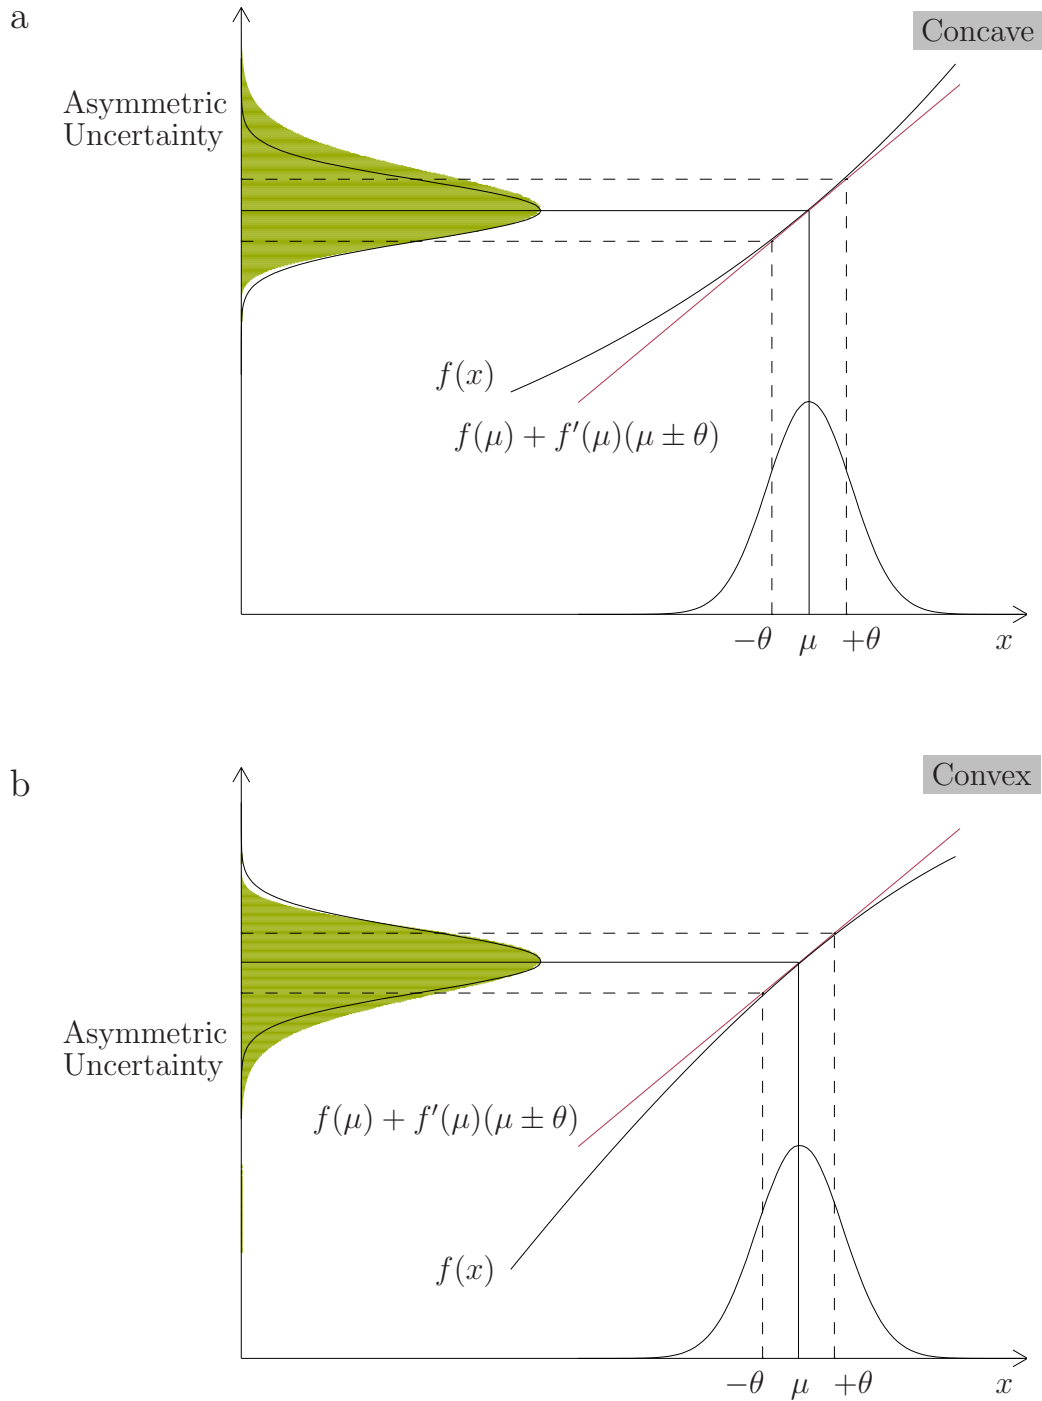 a
Concave
Asymmetric
Uncertainty
f(x)
f(μ) + f′(μ)(μ ± θ)
−θ μ +θ x
b
Convex
Asymmetric
Uncertainty
f(μ) + f′(μ)(μ ± θ)
f(x)
−θ μ +θ x